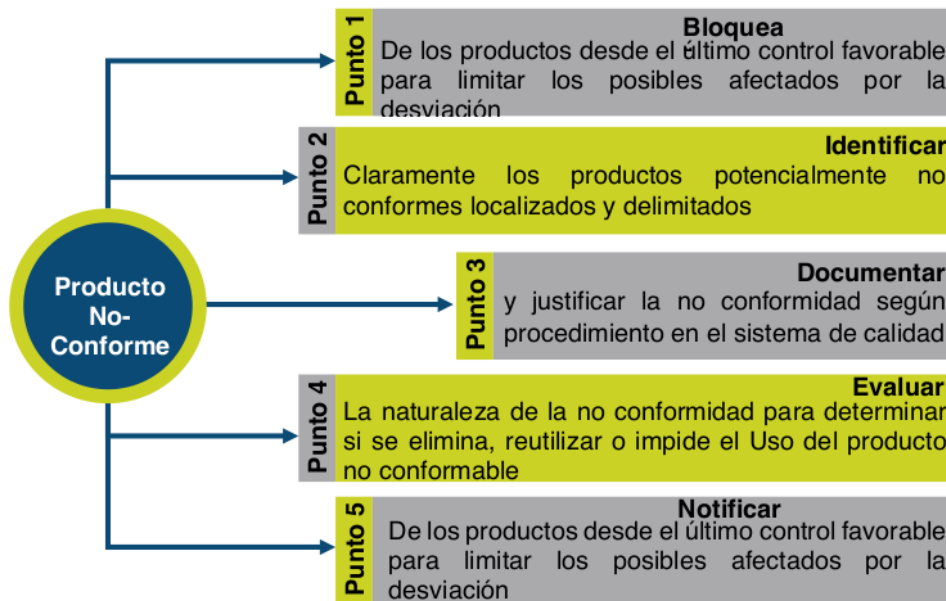 Producto
No-
Conforme
Punto 1
Bloquea
De los productos desde el último control favorable
para limitar los posibles afectados por la
desviación
Punto 2
Identificar
Claramente los productos potencialmente no
conformes localizados y delimitados
Punto 3
Documentar
y justificar la no conformidad según
procedimiento en el sistema de calidad
Punto 4
Evaluar
La naturaleza de la no conformidad para determinar
si se elimina, reutilizar o impide el Uso del producto
no conformable
Punto 5
Notificar
De los productos desde el último control favorable
para limitar los posibles afectados por la
desviación